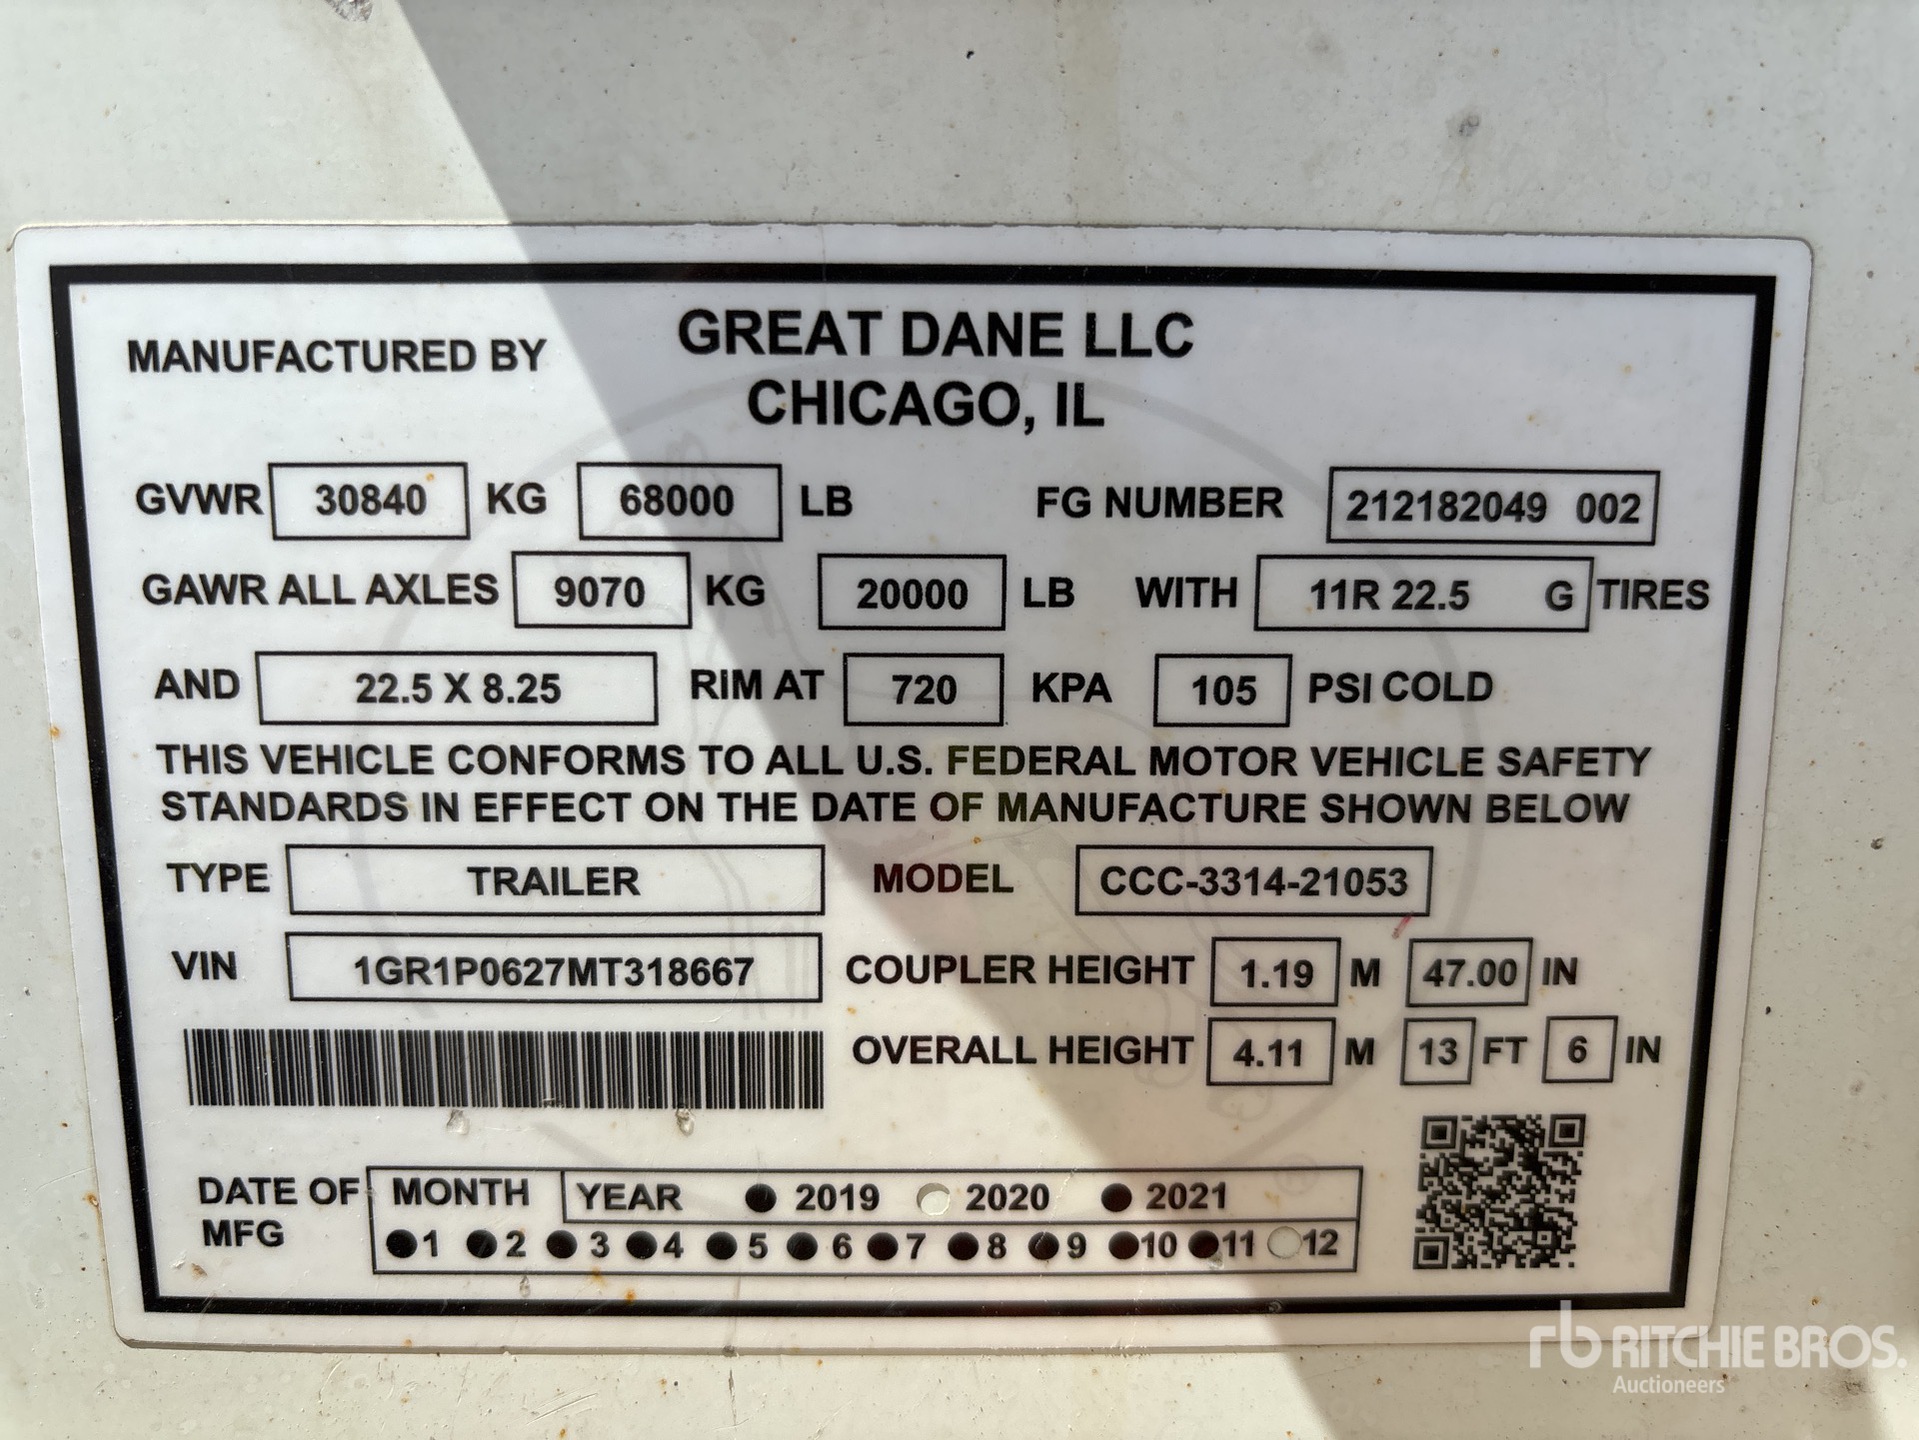 MANUFACTURED BY GREAT DANE LLC
CHICAGO, IL
GVWR 30840 KG 68000 LB FG NUMBER 212182049 002
GAWR ALL AXLES 9070 KG 20000 LB WITH 11R 22.5 G TIRES
AND 22.5 X 8.25 RIM AT 720 KPA 105 PSI COLD
THIS VEHICLE CONFORMS TO ALL U.S. FEDERAL MOTOR VEHICLE SAFETY
STANDARDS IN EFFECT ON THE DATE OF MANUFACTURE SHOWN BELOW
TYPE TRAILER MODEL CCC-3314-21053
VIN 1GR1P0627MT318667 COUPLER HEIGHT 1.19 M 47.00 IN
OVERALL HEIGHT 4.11 M 13 FT 6 IN
DATE OF MFG MONTH YEAR 2019 2020 2021
1 2 3 4 5 6 7 8 9 10 11 12
rb RITCHIE BROS.
Auctioneers